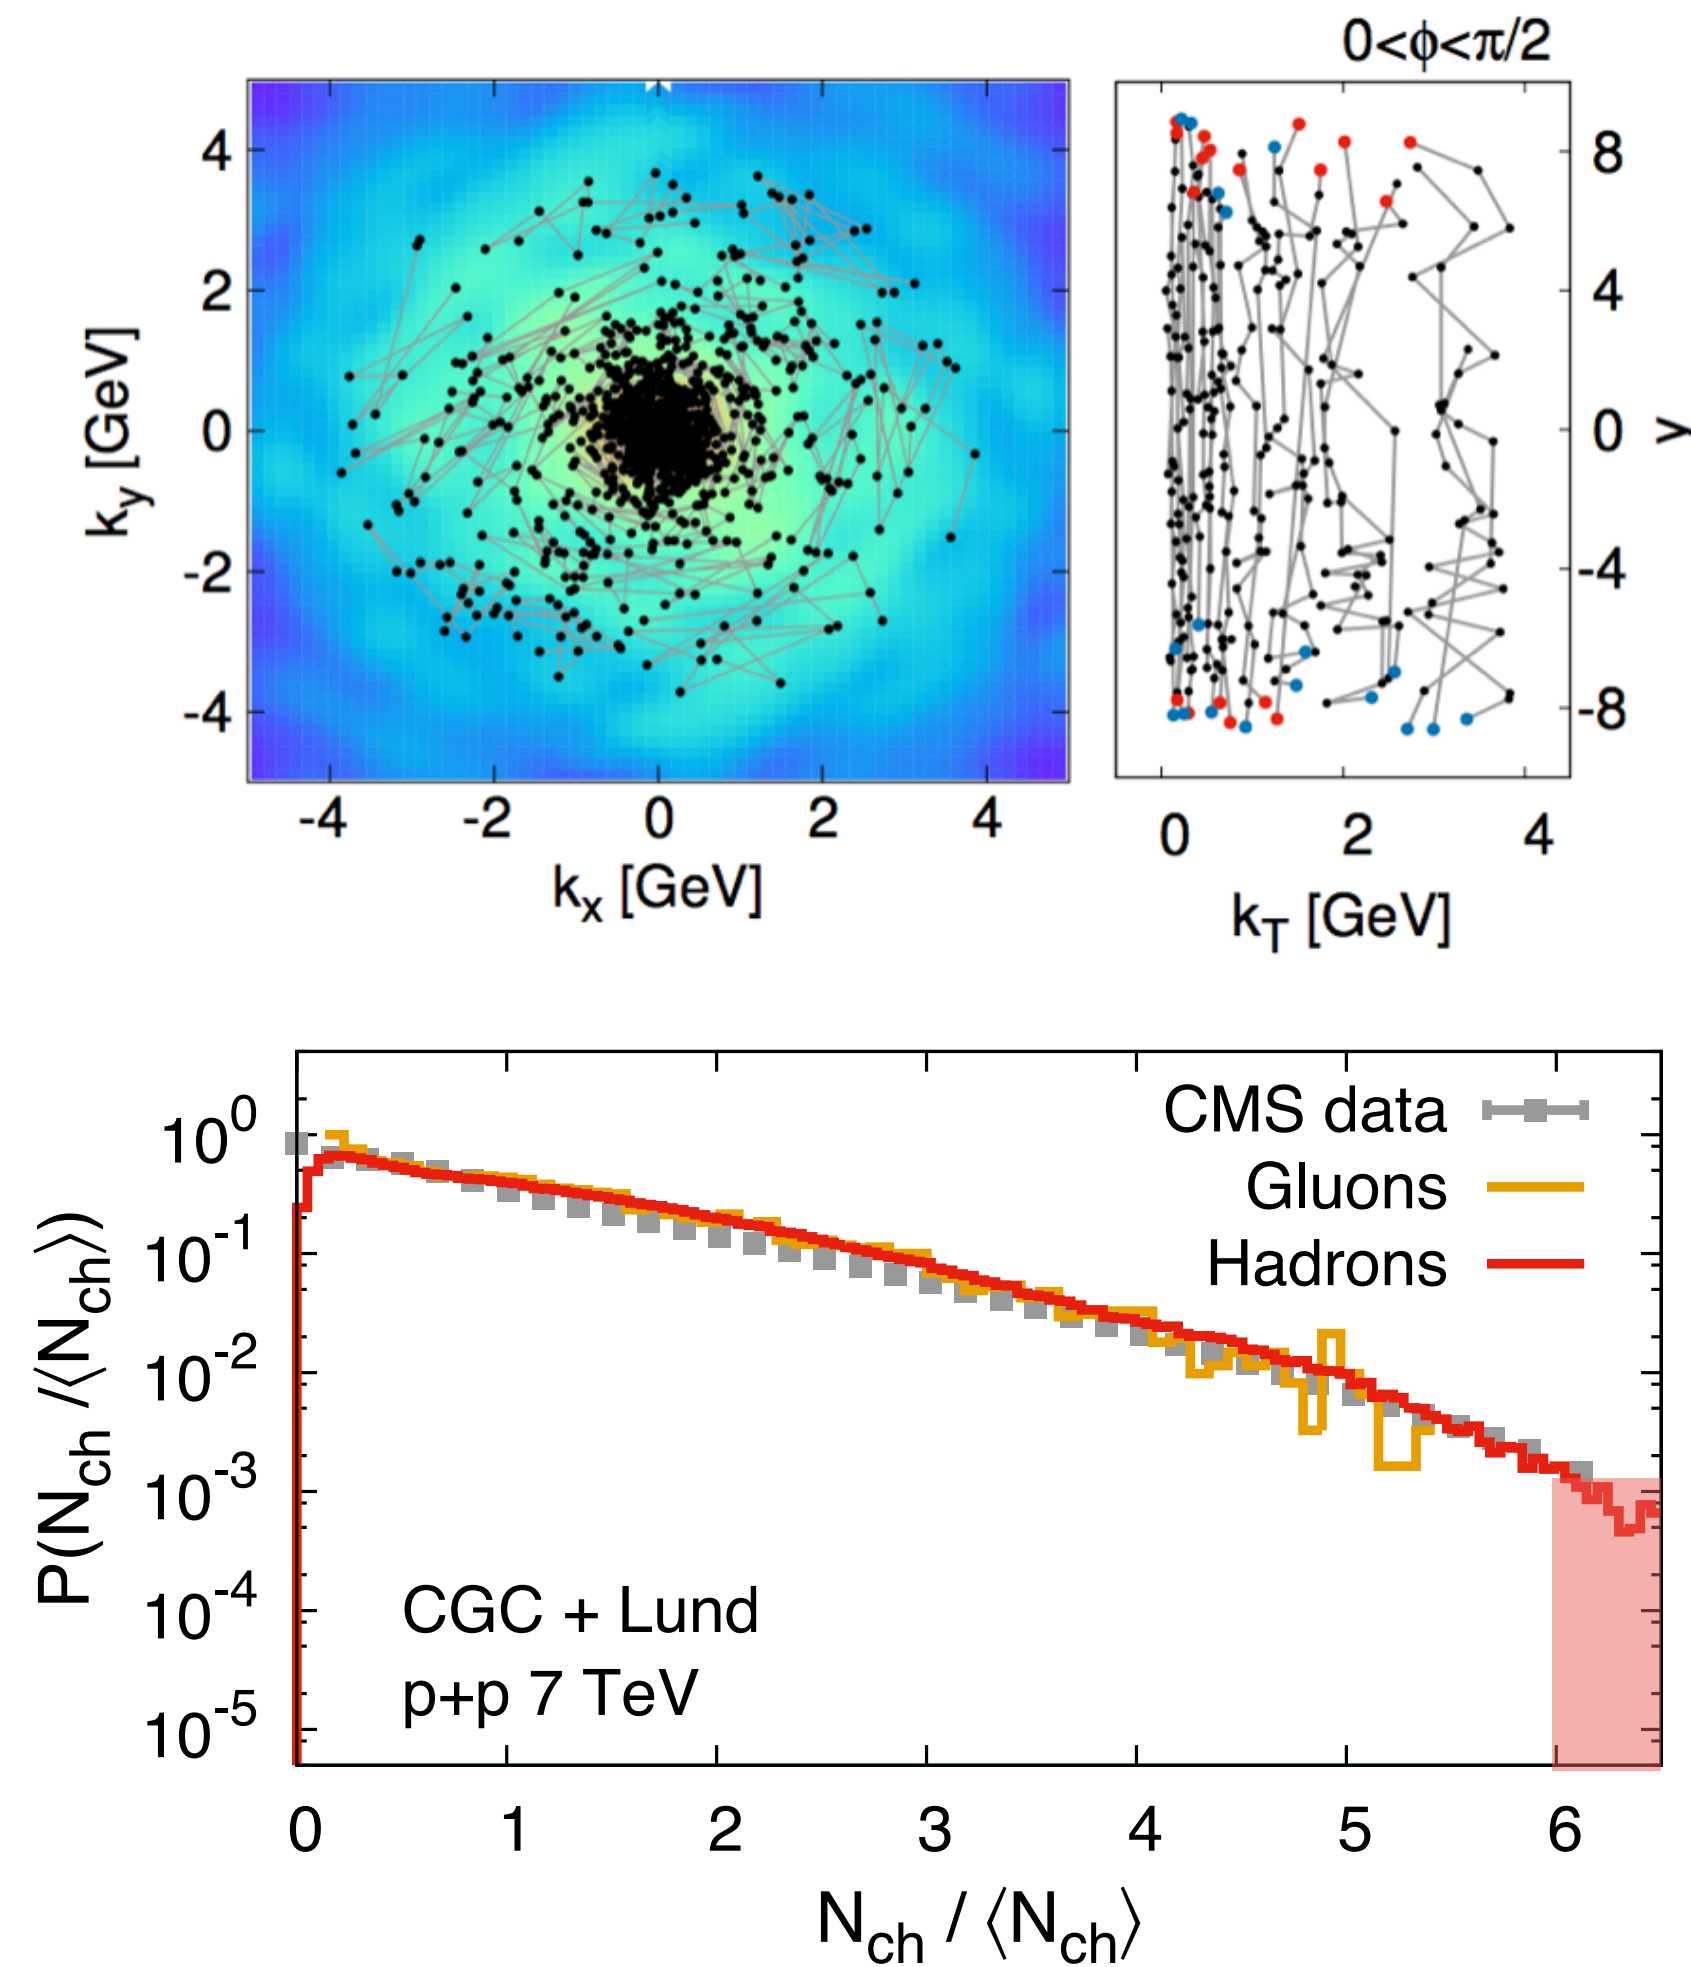 0<ϕ<π/2
4
2
0
-2
-4
k_y [GeV]
-4 -2 0 2 4
k_x [GeV]
8
4
0
-4
-8
y
0 2 4
k_T [GeV]
10^0
10^-1
10^-2
10^-3
10^-4
10^-5
P(N_ch /⟨N_ch⟩)
CMS data
Gluons
Hadrons
CGC + Lund
p+p 7 TeV
0 1 2 3 4 5 6
N_ch / ⟨N_ch⟩